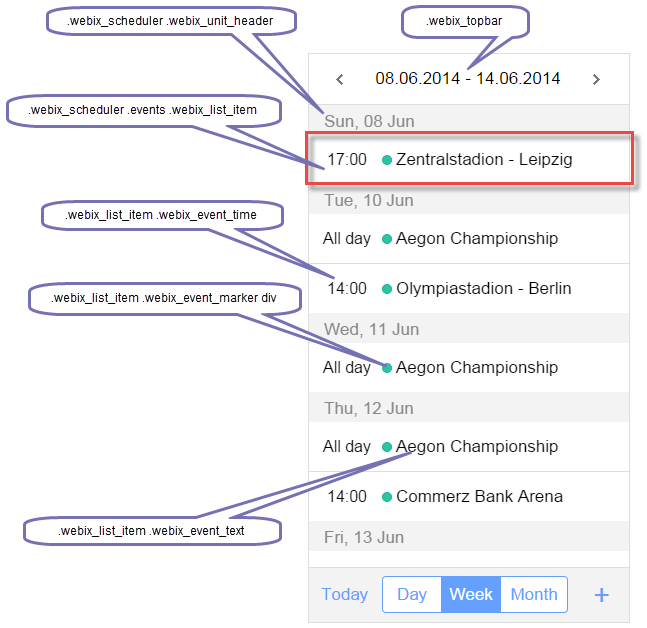 .webix_scheduler .webix_unit_header
.webix_topbar
08.06.2014 - 14.06.2014
.webix_scheduler .events .webix_list_item
Sun, 08 Jun
17:00 Zentralstadion - Leipzig
Tue, 10 Jun
.webix_list_item .webix_event_time
All day Aegon Championship
14:00 Olympiastadion - Berlin
.webix_list_item .webix_event_marker div
Wed, 11 Jun
All day Aegon Championship
Thu, 12 Jun
All day Aegon Championship
14:00 Commerz Bank Arena
.webix_list_item .webix_event_text
Fri, 13 Jun
Today Day Week Month +